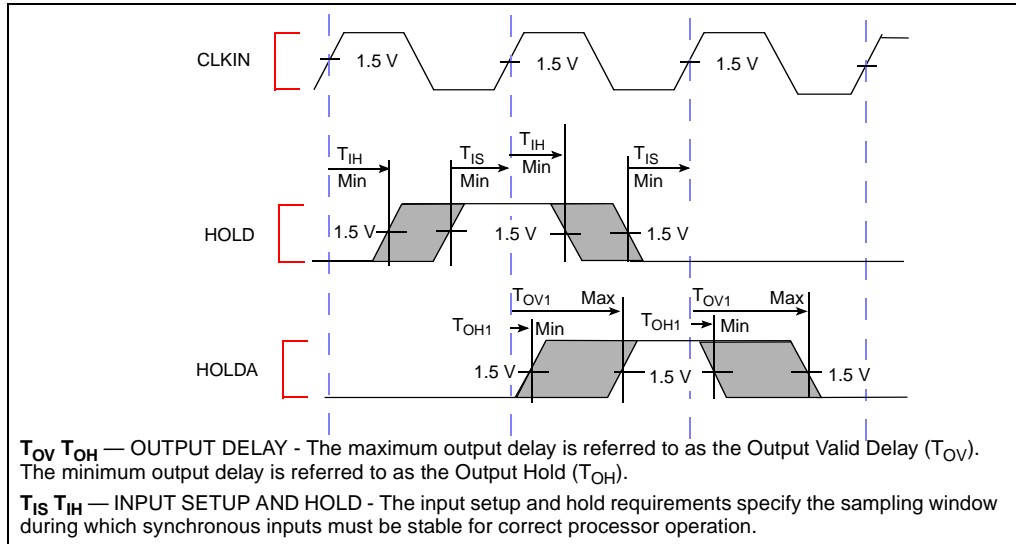 CLKIN
1.5 V 1.5 V 1.5 V
T_IH T_IS T_IH T_IS
Min Min Min Min
HOLD
1.5 V 1.5 V 1.5 V
T_OV1 Max T_OV1 Max
T_OH1 Min T_OH1 Min
HOLDA
1.5 V 1.5 V 1.5 V
T_OV T_OH — OUTPUT DELAY - The maximum output delay is referred to as the Output Valid Delay (T_OV).
The minimum output delay is referred to as the Output Hold (T_OH).
T_IS T_IH — INPUT SETUP AND HOLD - The input setup and hold requirements specify the sampling window
during which synchronous inputs must be stable for correct processor operation.